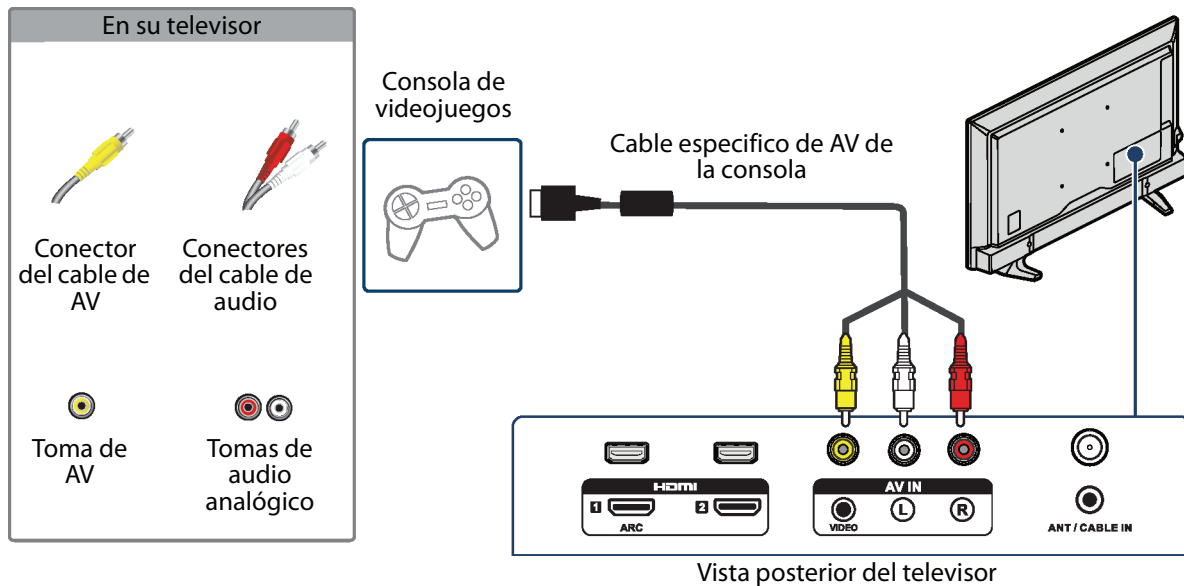 En su televisor
Conector
del cable de
AV
Conectores
del cable de
audio
Toma de
AV
Tomas de
audio
analógico
Consola de
videojuegos
Cable especifico de AV de
la consola
HDMI
1
ARC
2
AV IN
VIDEO
L
R
ANT / CABLE IN
Vista posterior del televisor